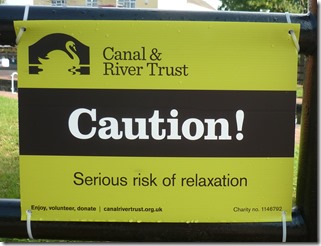 Canal &
River Trust
Caution!
Serious risk of relaxation
Enjoy, volunteer, donate | canalrivertrust.org.uk
Charity no. 1146792